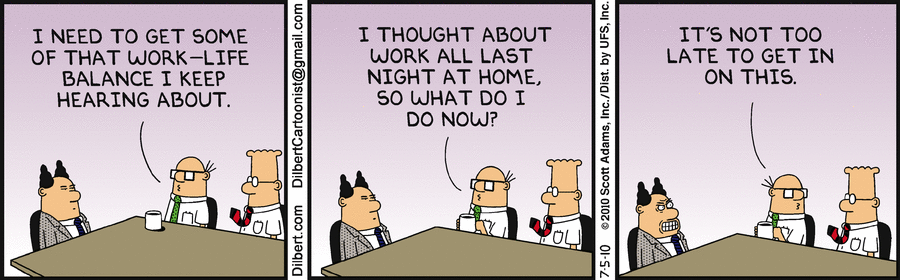 I NEED TO GET SOME
OF THAT WORK–LIFE
BALANCE I KEEP
HEARING ABOUT.
Dilbert.com DilbertCartoonist@gmail.com
I THOUGHT ABOUT
WORK ALL LAST
NIGHT AT HOME,
SO WHAT DO I
DO NOW?
7-5-10 ©2010 Scott Adams, Inc./Dist. by UFS, Inc.
IT'S NOT TOO
LATE TO GET IN
ON THIS.